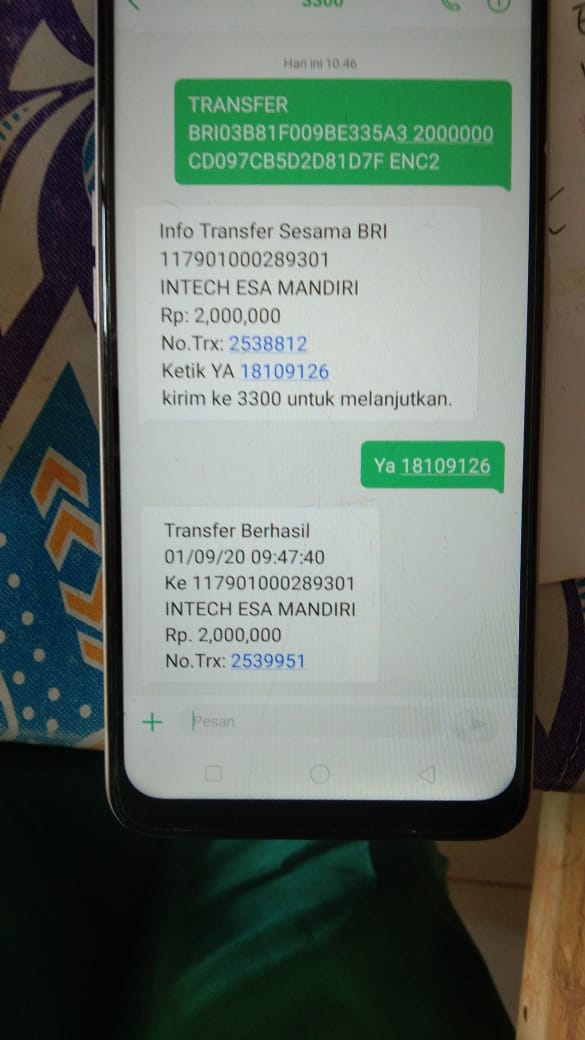 3300
Hari ini 10.46
TRANSFER
BRI03B81F009BE335A3 2000000
CD097CB5D2D81D7F ENC2
Info Transfer Sesama BRI
117901000289301
INTECH ESA MANDIRI
Rp: 2,000,000
No.Trx: 2538812
Ketik YA 18109126
kirim ke 3300 untuk melanjutkan.
Ya 18109126
Transfer Berhasil
01/09/20 09:47:40
Ke 117901000289301
INTECH ESA MANDIRI
Rp. 2,000,000
No.Trx: 2539951
Pesan